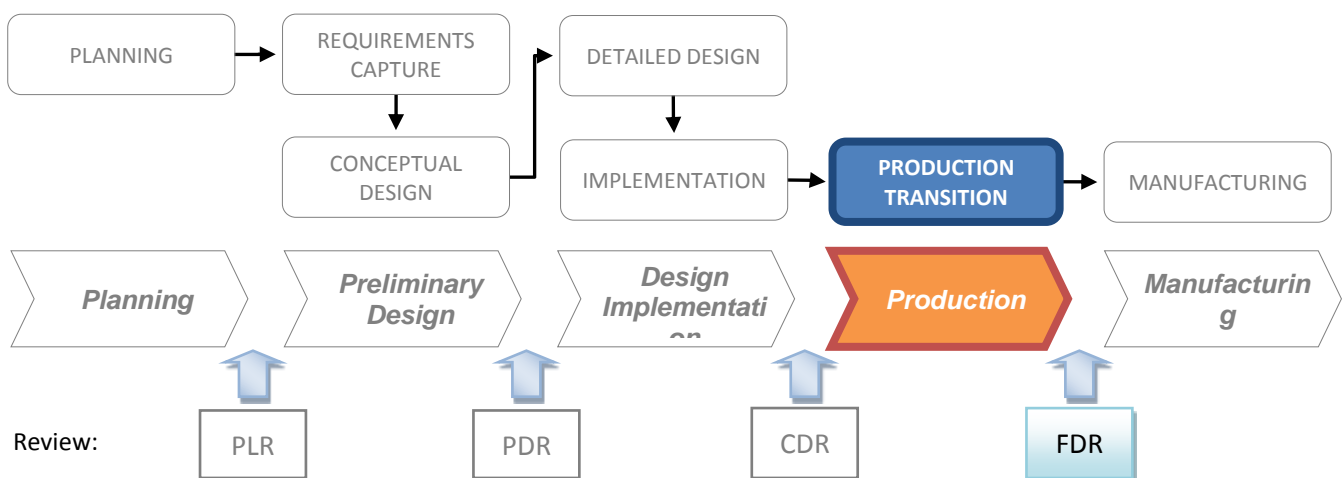 PLANNING
REQUIREMENTS
CAPTURE
DETAILED DESIGN
CONCEPTUAL
DESIGN
IMPLEMENTATION
PRODUCTION
TRANSITION
MANUFACTURING
Planning
Preliminary
Design
Design
Implementati
on
Production
Manufacturin
g
Review:
PLR
PDR
CDR
FDR